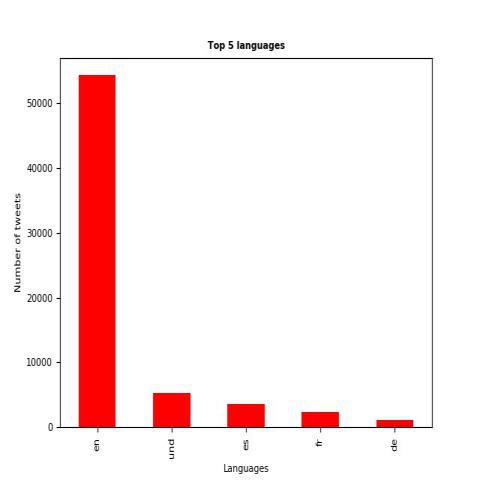 Top 5 languages
50000
40000
30000
20000
10000
0
Number of tweets
en
und
es
fr
de
Languages